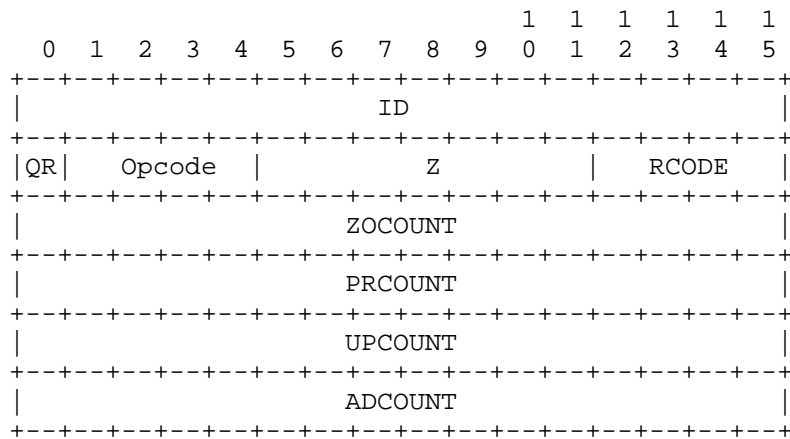 1  1  1  1  1  1
   0  1  2  3  4  5  6  7  8  9  0  1  2  3  4  5
+--+--+--+--+--+--+--+--+--+--+--+--+--+--+--+--+
|                      ID                       |
+--+--+--+--+--+--+--+--+--+--+--+--+--+--+--+--+
|QR|   Opcode  |          Z         |   RCODE   |
+--+--+--+--+--+--+--+--+--+--+--+--+--+--+--+--+
|                    ZOCOUNT                    |
+--+--+--+--+--+--+--+--+--+--+--+--+--+--+--+--+
|                    PRCOUNT                    |
+--+--+--+--+--+--+--+--+--+--+--+--+--+--+--+--+
|                    UPCOUNT                    |
+--+--+--+--+--+--+--+--+--+--+--+--+--+--+--+--+
|                    ADCOUNT                    |
+--+--+--+--+--+--+--+--+--+--+--+--+--+--+--+--+